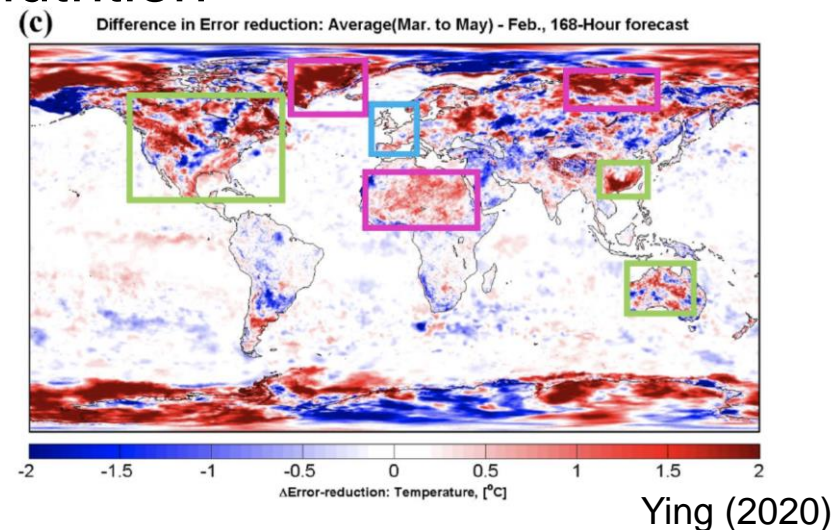 (c)
Difference in Error reduction: Average(Mar. to May) - Feb., 168-Hour forecast
-2 -1.5 -1 -0.5 0 0.5 1 1.5 2
ΔError-reduction: Temperature, [°C]
Ying (2020)